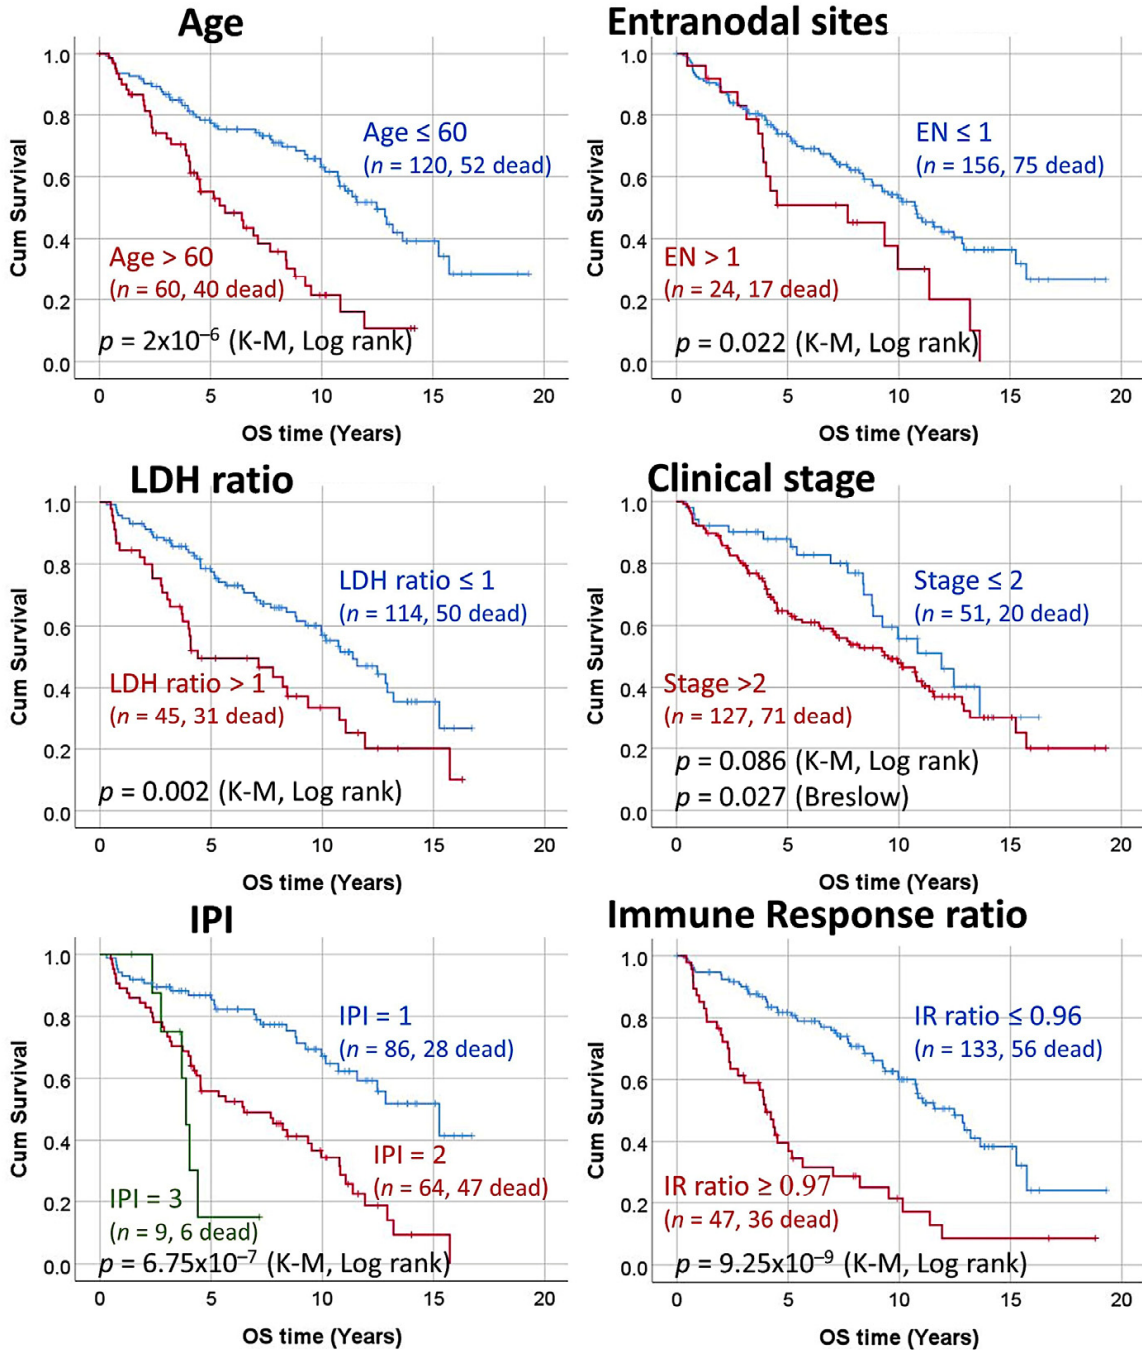 Age
Cum Survival
1.0
0.8
0.6
0.4
0.2
0.0
Age ≤ 60
(n = 120, 52 dead)
Age > 60
(n = 60, 40 dead)
p = 2x10⁻⁶ (K-M, Log rank)
0 5 10 15 20
OS time (Years)
Entranodal sites
Cum Survival
1.0
0.8
0.6
0.4
0.2
0.0
EN ≤ 1
(n = 156, 75 dead)
EN > 1
(n = 24, 17 dead)
p = 0.022 (K-M, Log rank)
0 5 10 15 20
OS time (Years)
LDH ratio
Cum Survival
1.0
0.8
0.6
0.4
0.2
0.0
LDH ratio ≤ 1
(n = 114, 50 dead)
LDH ratio > 1
(n = 45, 31 dead)
p = 0.002 (K-M, Log rank)
0 5 10 15 20
OS time (Years)
Clinical stage
Cum Survival
1.0
0.8
0.6
0.4
0.2
0.0
Stage ≤ 2
(n = 51, 20 dead)
Stage >2
(n = 127, 71 dead)
p = 0.086 (K-M, Log rank)
p = 0.027 (Breslow)
0 5 10 15 20
OS time (Years)
IPI
Cum Survival
1.0
0.8
0.6
0.4
0.2
0.0
IPI = 1
(n = 86, 28 dead)
IPI = 2
(n = 64, 47 dead)
IPI = 3
(n = 9, 6 dead)
p = 6.75x10⁻⁷ (K-M, Log rank)
0 5 10 15 20
OS time (Years)
Immune Response ratio
Cum Survival
1.0
0.8
0.6
0.4
0.2
0.0
IR ratio ≤ 0.96
(n = 133, 56 dead)
IR ratio ≥ 0.97
(n = 47, 36 dead)
p = 9.25x10⁻⁹ (K-M, Log rank)
0 5 10 15 20
OS time (Years)